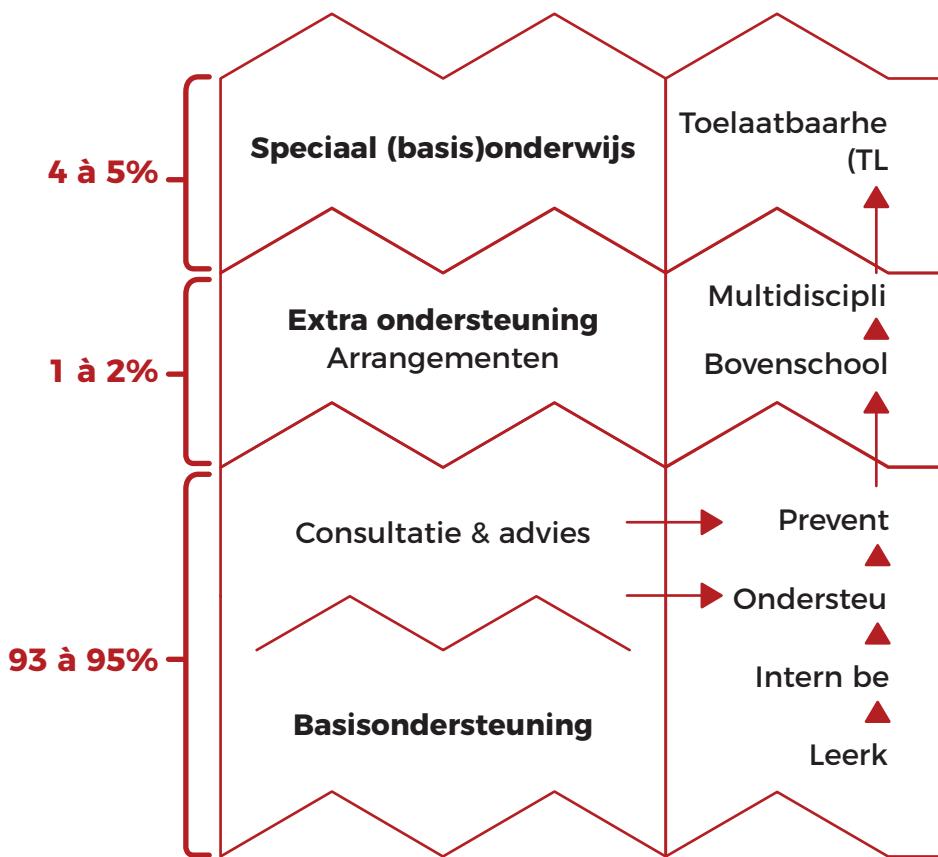 4 à 5%
Speciaal (basis)onderwijs
Toelaatbaarhe
(TL
1 à 2%
Extra ondersteuning
Arrangementen
Multidiscipli
Bovenschool
93 à 95%
Consultatie & advies
Prevent
Ondersteu
Intern be
Basisondersteuning
Leerk